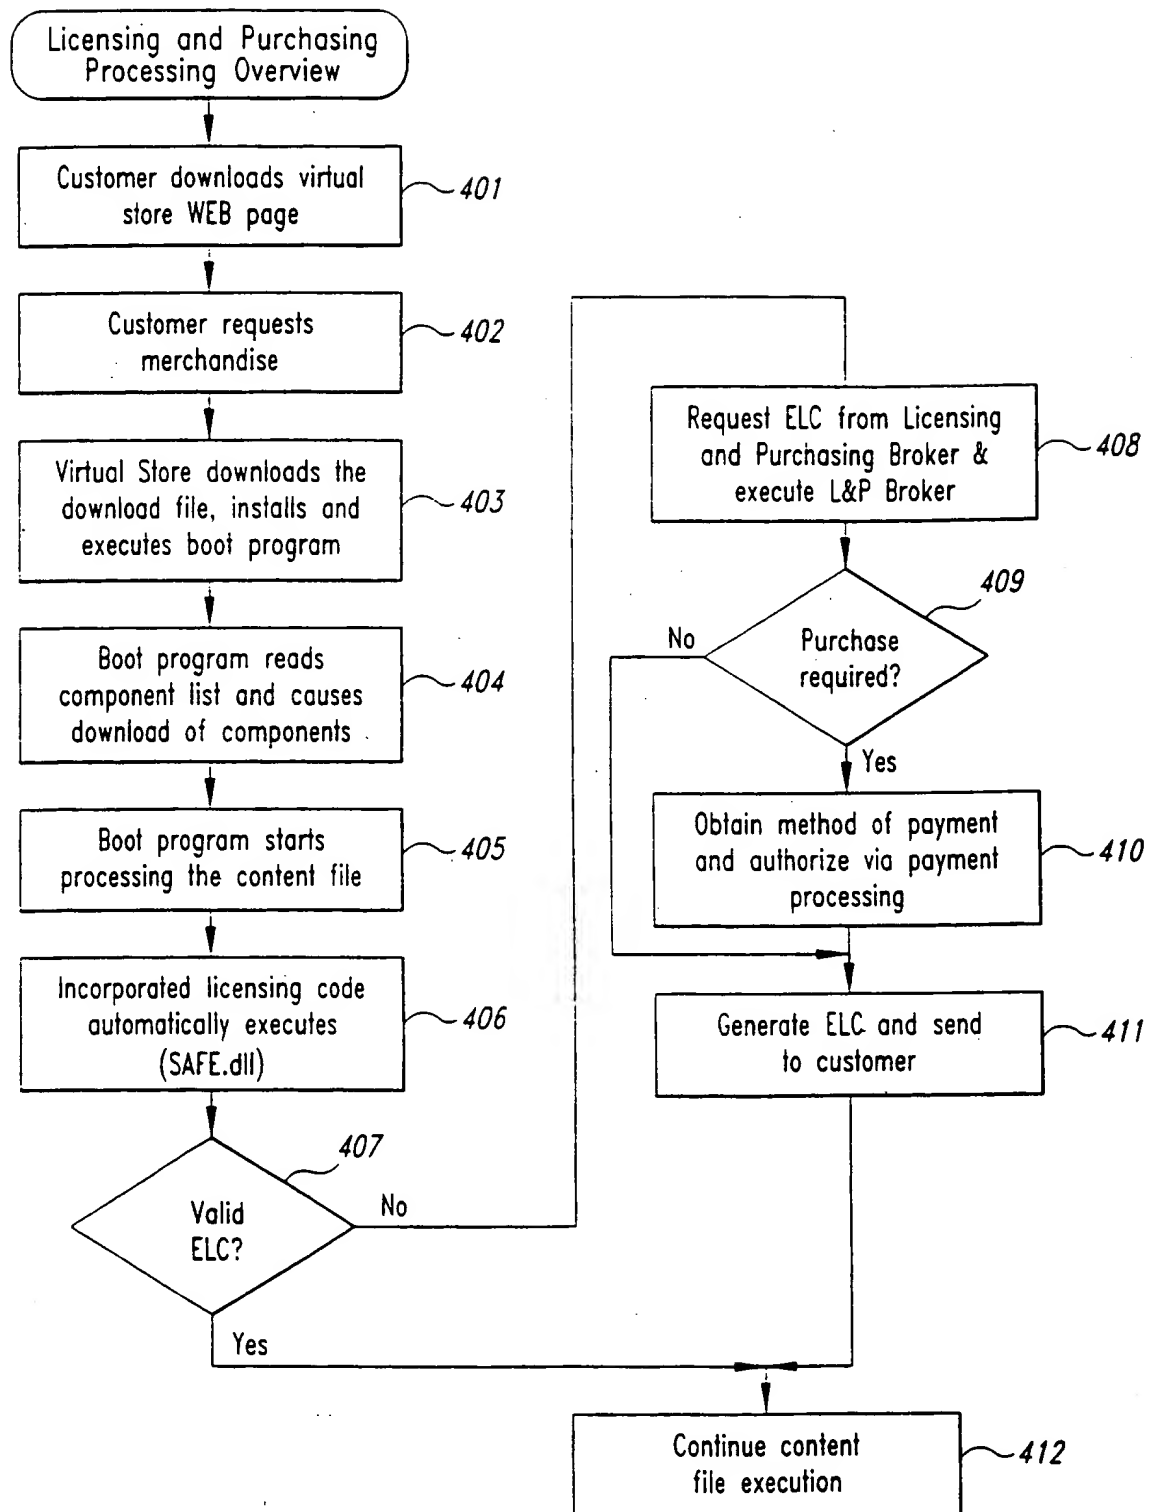 Licensing and Purchasing
Processing Overview
Customer downloads virtual
store WEB page
401
Customer requests
merchandise
402
Virtual Store downloads the
download file, installs and
executes boot program
403
Boot program reads
component list and causes
download of components
404
Boot program starts
processing the content file
405
Incorporated licensing code
automatically executes
(SAFE.dll)
406
407
Valid
ELC?
No
Yes
Request ELC from Licensing
and Purchasing Broker &
execute L&P Broker
408
409
Purchase
required?
No
Yes
Obtain method of payment
and authorize via payment
processing
410
Generate ELC and send
to customer
411
Continue content
file execution
412